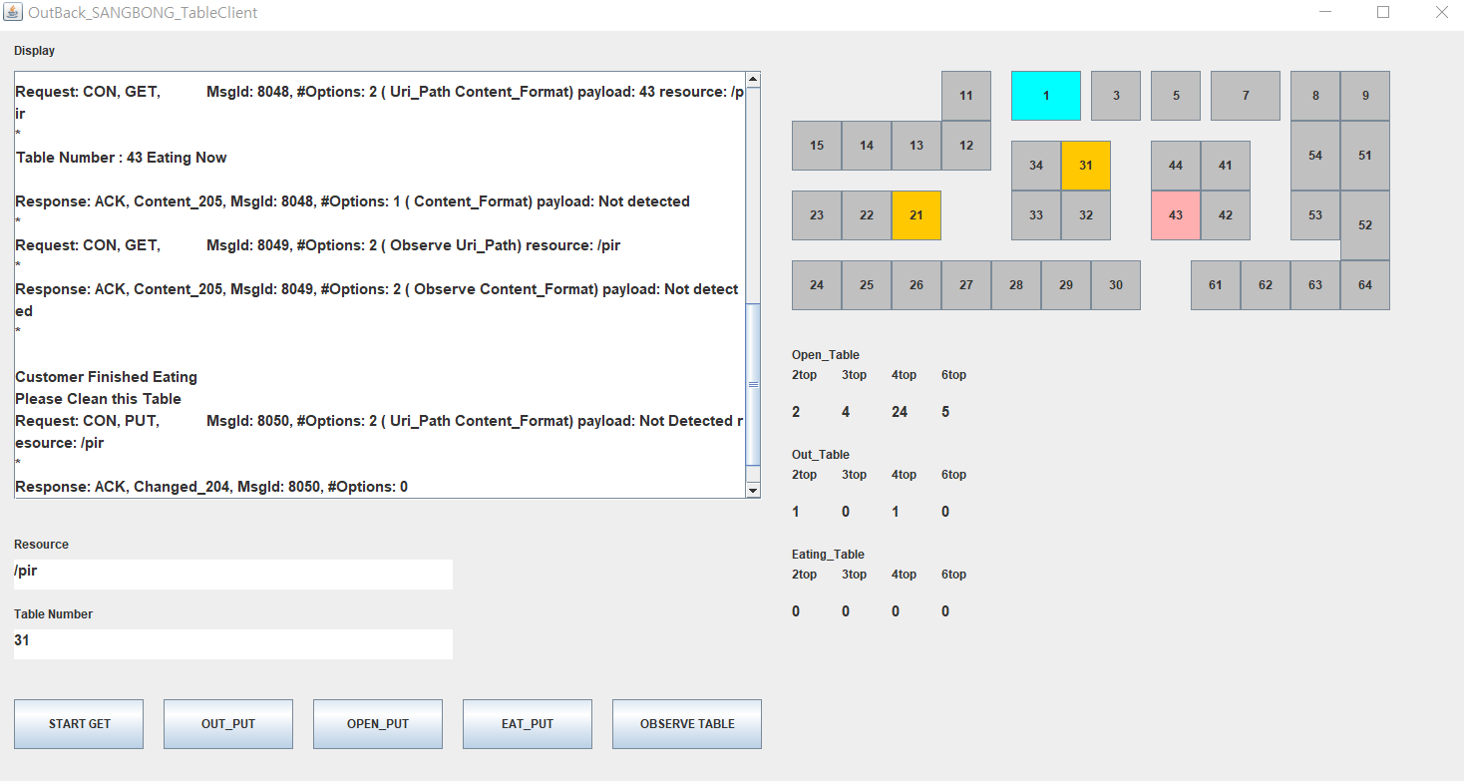 OutBack_SANGBONG_TableClient
Display
Request: CON, GET, MsgId: 8048, #Options: 2 ( Uri_Path Content_Format) payload: 43 resource: /p
ir
*
Table Number : 43 Eating Now
Response: ACK, Content_205, MsgId: 8048, #Options: 1 ( Content_Format) payload: Not detected
*
Request: CON, GET, MsgId: 8049, #Options: 2 ( Observe Uri_Path) resource: /pir
*
Response: ACK, Content_205, MsgId: 8049, #Options: 2 ( Observe Content_Format) payload: Not detect
ed
*
Customer Finished Eating
Please Clean this Table
Request: CON, PUT, MsgId: 8050, #Options: 2 ( Uri_Path Content_Format) payload: Not Detected r
esource: /pir
*
Response: ACK, Changed_204, MsgId: 8050, #Options: 0
Resource
/pir
Table Number
31
START GET OUT_PUT OPEN_PUT EAT_PUT OBSERVE TABLE
11 1 3 5 7 8 9
15 14 13 12
34 31 44 41 54 51
23 22 21 33 32 43 42 53 52
24 25 26 27 28 29 30 61 62 63 64
Open_Table
2top 3top 4top 6top
2 4 24 5
Out_Table
2top 3top 4top 6top
1 0 1 0
Eating_Table
2top 3top 4top 6top
0 0 0 0